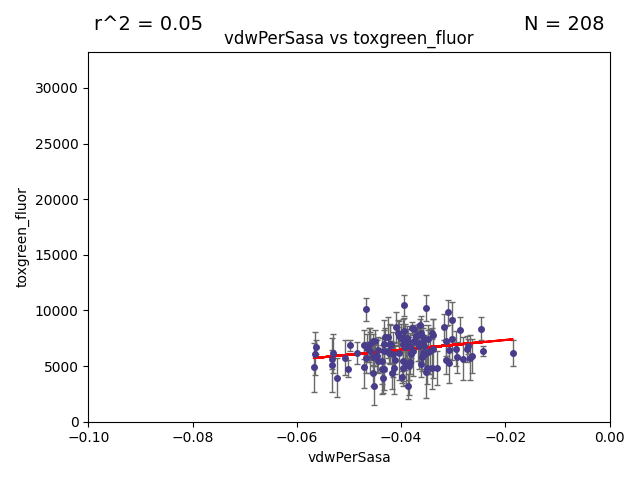 r^2 = 0.05
N = 208
vdwPerSasa vs toxgreen_fluor
30000
25000
20000
15000
10000
5000
0
toxgreen_fluor
−0.10
−0.08
−0.06
−0.04
−0.02
0.00
vdwPerSasa